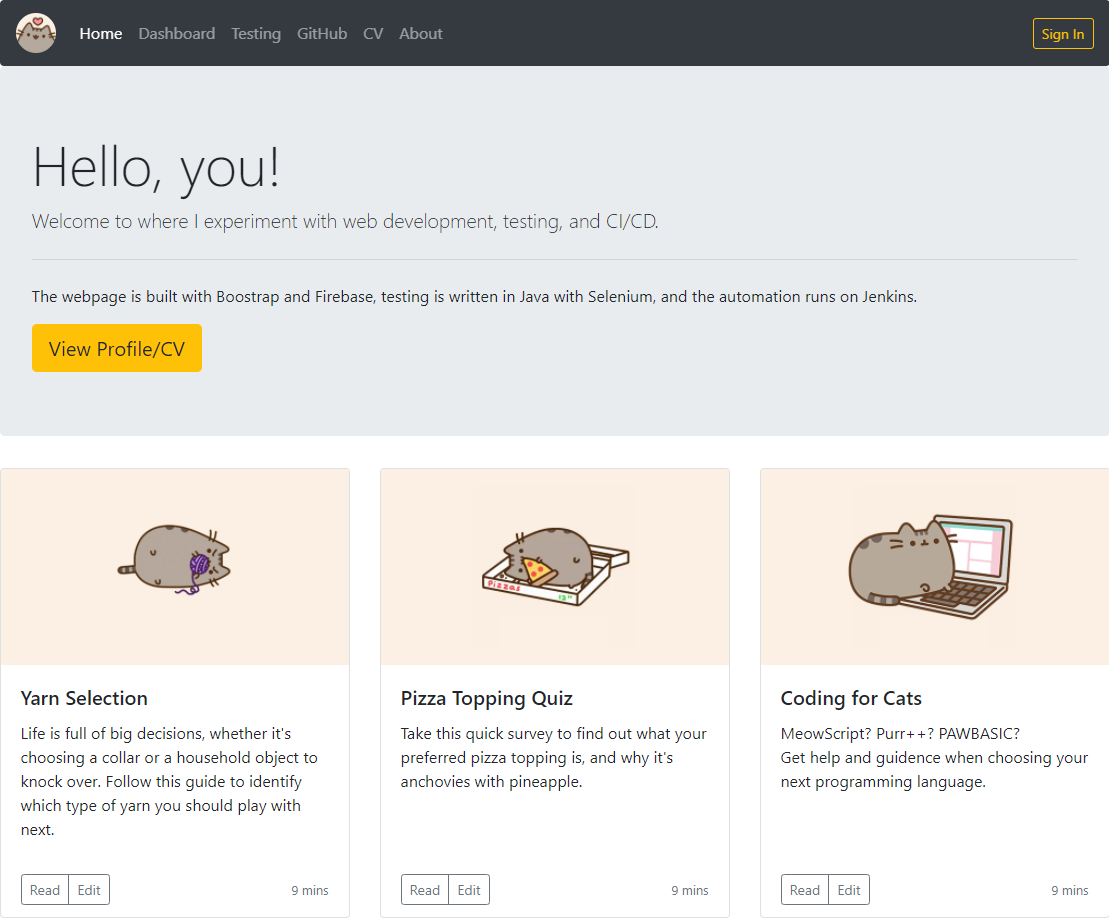 Home Dashboard Testing GitHub CV About Sign In
Hello, you!
Welcome to where I experiment with web development, testing, and CI/CD.
The webpage is built with Boostrap and Firebase, testing is written in Java with Selenium, and the automation runs on Jenkins.
View Profile/CV
Pizzas
12"
Yarn Selection
Life is full of big decisions, whether it's
choosing a collar or a household object to
knock over. Follow this guide to identify
which type of yarn you should play with
next.
Read Edit 9 mins
Pizza Topping Quiz
Take this quick survey to find out what your
preferred pizza topping is, and why it's
anchovies with pineapple.
Read Edit 9 mins
Coding for Cats
MeowScript? Purr++? PAWBASIC?
Get help and guidence when choosing your
next programming language.
Read Edit 9 mins